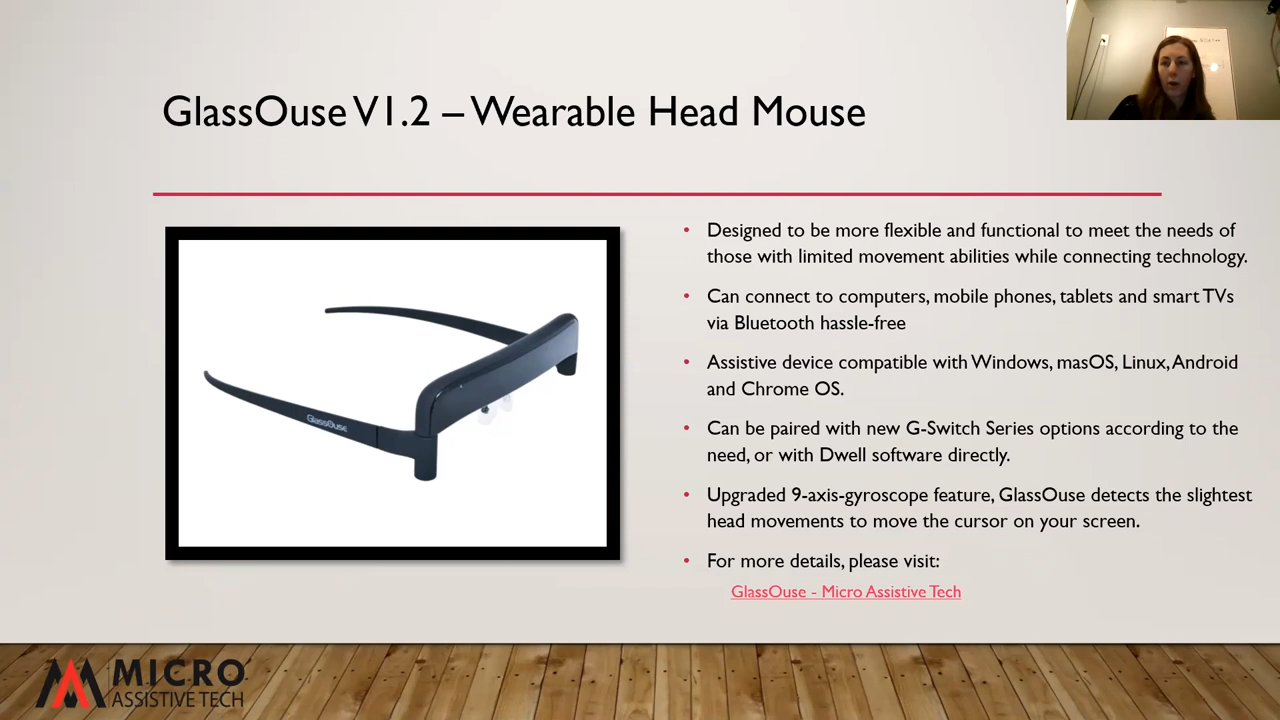 GlassOuse V1.2 – Wearable Head Mouse
Designed to be more flexible and functional to meet the needs of
those with limited movement abilities while connecting technology.
Can connect to computers, mobile phones, tablets and smart TVs
via Bluetooth hassle-free
Assistive device compatible with Windows, masOS, Linux, Android
and Chrome OS.
Can be paired with new G-Switch Series options according to the
need, or with Dwell software directly.
Upgraded 9-axis-gyroscope feature, GlassOuse detects the slightest
head movements to move the cursor on your screen.
For more details, please visit:
GlassOuse - Micro Assistive Tech
GlassOuse
MICRO
ASSISTIVE TECH